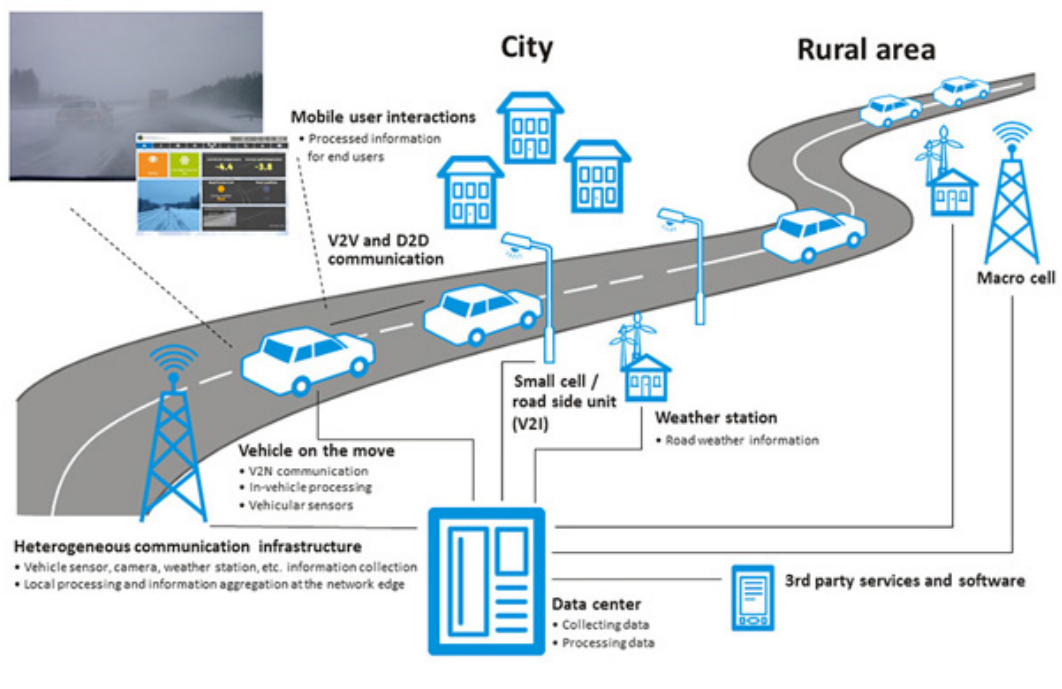 City
Rural area
Mobile user interactions
• Processed information
for end users
-4.4
-3.8
V2V and D2D
communication
Macro cell
Small cell /
road side unit
(V2I)
Weather station
• Road weather information
Vehicle on the move
• V2N communication
• In-vehicle processing
• Vehicular sensors
Heterogeneous communication infrastructure
• Vehicle sensor, camera, weather station, etc. information collection
• Local processing and information aggregation at the network edge
3rd party services and software
Data center
• Collecting data
• Processing data